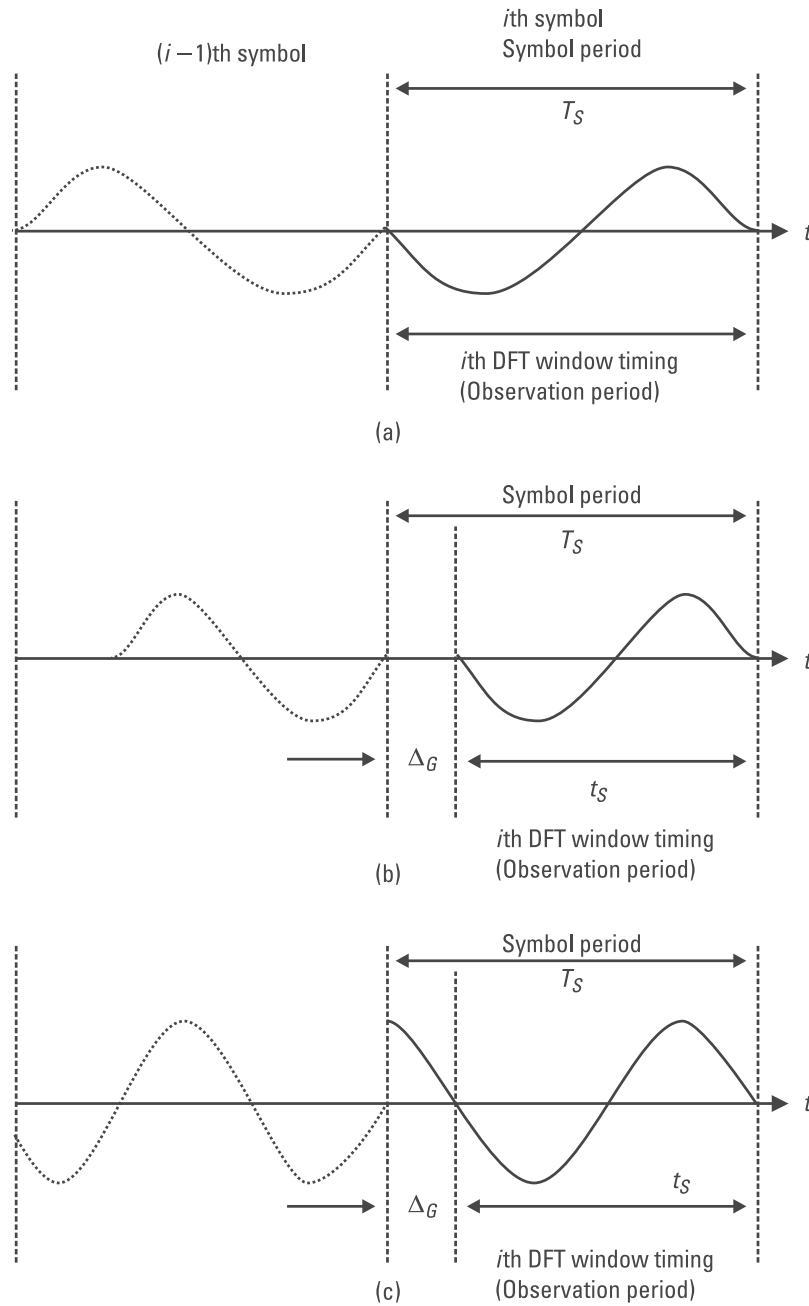 ith symbol
(i – 1)th symbol
Symbol period
T_S
t
ith DFT window timing
(Observation period)
(a)
Symbol period
T_S
t
Δ_G
t_S
ith DFT window timing
(Observation period)
(b)
Symbol period
T_S
t
t_S
Δ_G
ith DFT window timing
(Observation period)
(c)